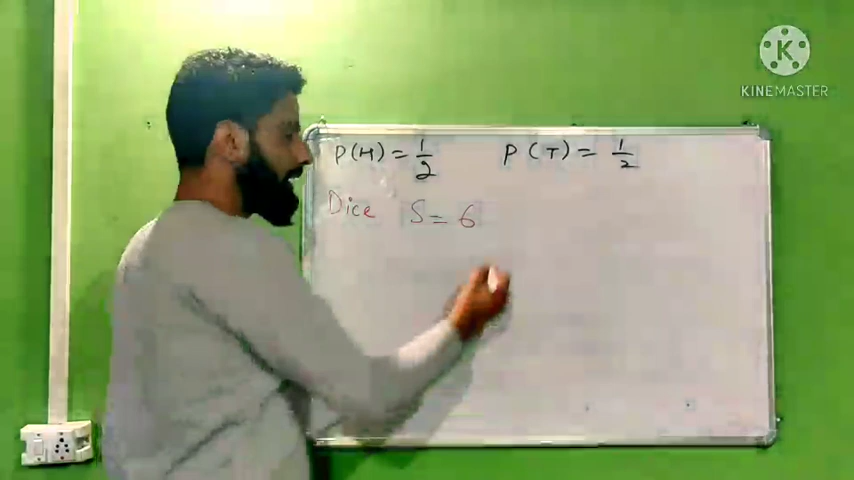 K
KINEMASTER
P(H) = 1/2 P(T) = 1/2
Dice S = 6